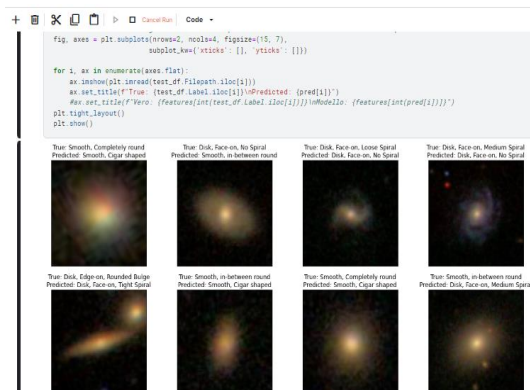 Cancel Run Code
fig, axes = plt.subplots(nrows=2, ncols=4, figsize=(15, 7),
subplot_kw={'xticks': [], 'yticks': []})
for i, ax in enumerate(axes.flat):
ax.imshow(plt.imread(test_df.Filepath.iloc[i]))
ax.set_title(f"True: {test_df.Label.iloc[i]}\nPredicted: {pred[i]}")
#ax.set_title(f"Vero: {features[int(test_df.Label.iloc[i])]}\nModello: {features[int(pred[i])]}")
plt.tight_layout()
plt.show()
True: Smooth, Completely round
Predicted: Smooth, Cigar shaped
True: Disk, Face-on, No Spiral
Predicted: Smooth, in-between round
True: Disk, Face-on, Loose Spiral
Predicted: Disk, Face-on, No Spiral
True: Disk, Face-on, Medium Spiral
Predicted: Disk, Face-on, No Spiral
True: Disk, Edge-on, Rounded Bulge
Predicted: Disk, Face-on, Tight Spiral
True: Smooth, in-between round
Predicted: Smooth, Cigar shaped
True: Smooth, Completely round
Predicted: Smooth, Cigar shaped
True: Smooth, in-between round
Predicted: Disk, Face-on, Medium Spira